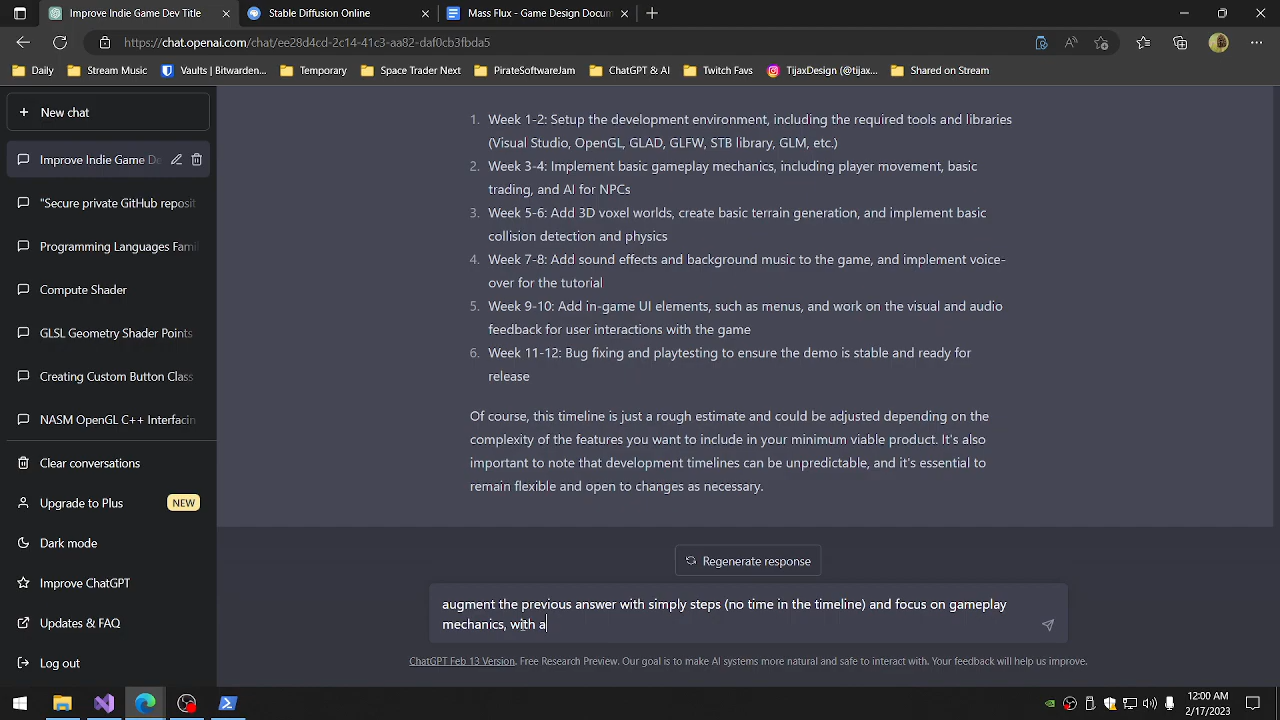 Improve Indie Game Dev Title
Stable Diffusion Online
Mass Flux - Game Design Docum
https://chat.openai.com/chat/ee28d4cd-2c14-41c3-aa82-daf0cb3fbda5
Daily
Stream Music
Vaults | Bitwarden...
Temporary
Space Trader Next
PirateSoftwareJam
ChatGPT & AI
Twitch Favs
TijaxDesign (@tijax...
Shared on Stream
New chat
Improve Indie Game De
"Secure private GitHub reposit
Programming Languages Fami
Compute Shader
GLSL Geometry Shader Points
Creating Custom Button Class
NASM OpenGL C++ Interfacin
Clear conversations
Upgrade to Plus NEW
Dark mode
Improve ChatGPT
Updates & FAQ
Log out
1. Week 1-2: Setup the development environment, including the required tools and libraries
(Visual Studio, OpenGL, GLAD, GLFW, STB library, GLM, etc.)
2. Week 3-4: Implement basic gameplay mechanics, including player movement, basic
trading, and AI for NPCs
3. Week 5-6: Add 3D voxel worlds, create basic terrain generation, and implement basic
collision detection and physics
4. Week 7-8: Add sound effects and background music to the game, and implement voice-
over for the tutorial
5. Week 9-10: Add in-game UI elements, such as menus, and work on the visual and audio
feedback for user interactions with the game
6. Week 11-12: Bug fixing and playtesting to ensure the demo is stable and ready for
release
Of course, this timeline is just a rough estimate and could be adjusted depending on the
complexity of the features you want to include in your minimum viable product. It's also
important to note that development timelines can be unpredictable, and it's essential to
remain flexible and open to changes as necessary.
Regenerate response
augment the previous answer with simply steps (no time in the timeline) and focus on gameplay
mechanics, with a
ChatGPT Feb 13 Version. Free Research Preview. Our goal is to make AI systems more natural and safe to interact with. Your feedback will help us improve.
12:00 AM
2/17/2023